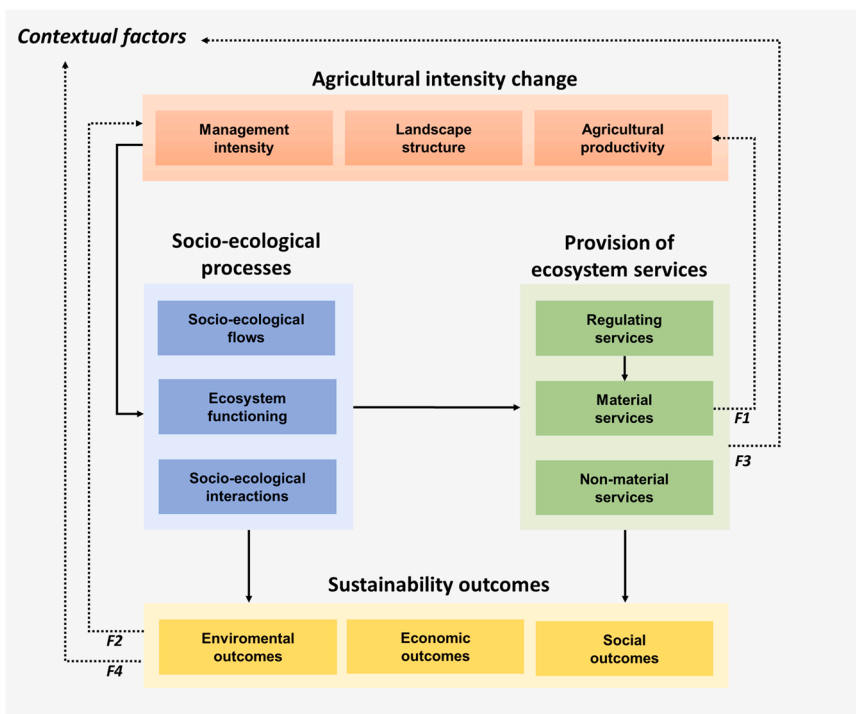 Contextual factors
Agricultural intensity change
Management
intensity
Landscape
structure
Agricultural
productivity
Socio-ecological
processes
Provision of
ecosystem services
Socio-ecological
flows
Ecosystem
functioning
Socio-ecological
interactions
Regulating
services
Material
services
Non-material
services
F1
F3
Sustainability outcomes
Enviromental
outcomes
Economic
outcomes
Social
outcomes
F2
F4